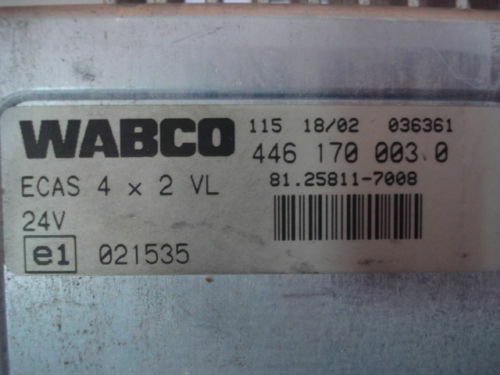 WABCO 115 18/02 036361
446 170 003.0
ECAS 4 x 2 VL 81.25811-7008
24V
e1 021535